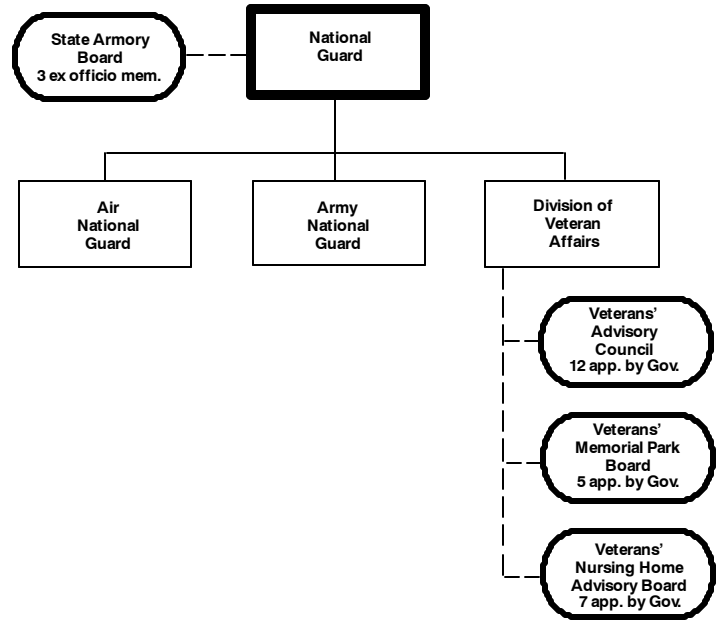 State Armory
Board
3 ex officio mem.
National
Guard
Air
National
Guard
Army
National
Guard
Division of
Veteran
Affairs
Veterans’
Advisory
Council
12 app. by Gov.
Veterans’
Memorial Park
Board
5 app. by Gov.
Veterans’
Nursing Home
Advisory Board
7 app. by Gov.